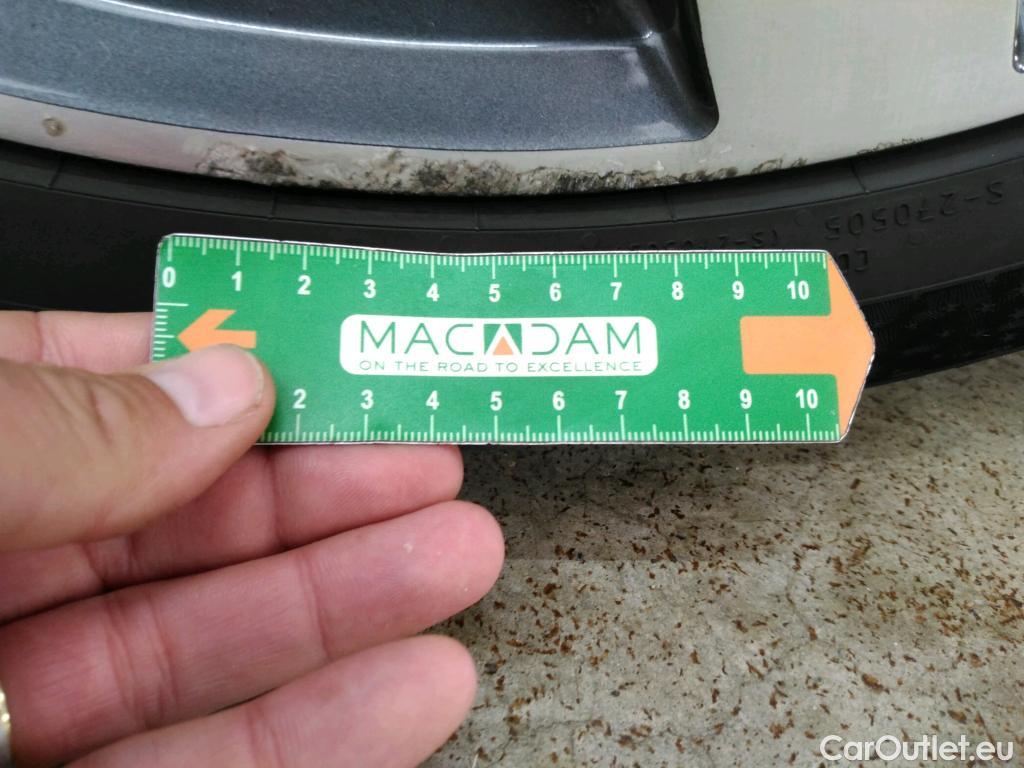 S-270505
0 1 2 3 4 5 6 7 8 9 10
MACADAM
ON THE ROAD TO EXCELLENCE
2 3 4 5 6 7 8 9 10
CarOutlet.eu